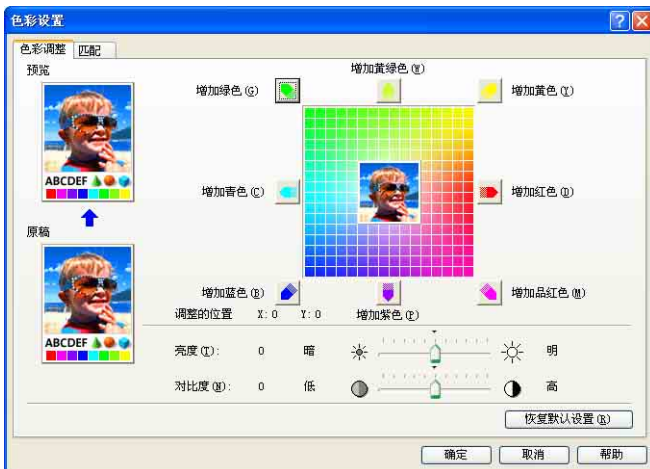 色彩设置
色彩调整 匹配
预览
增加黄绿色(W)
增加绿色(G)
增加黄色(Y)
ABCDEF
增加青色(C)
增加红色(D)
原稿
增加蓝色(B)
增加品红色(M)
调整的位置 X: 0 Y: 0 增加紫色(P)
ABCDEF
亮度(T): 0 暗 明
对比度(N): 0 低 高
恢复默认设置(R)
确定 取消 帮助